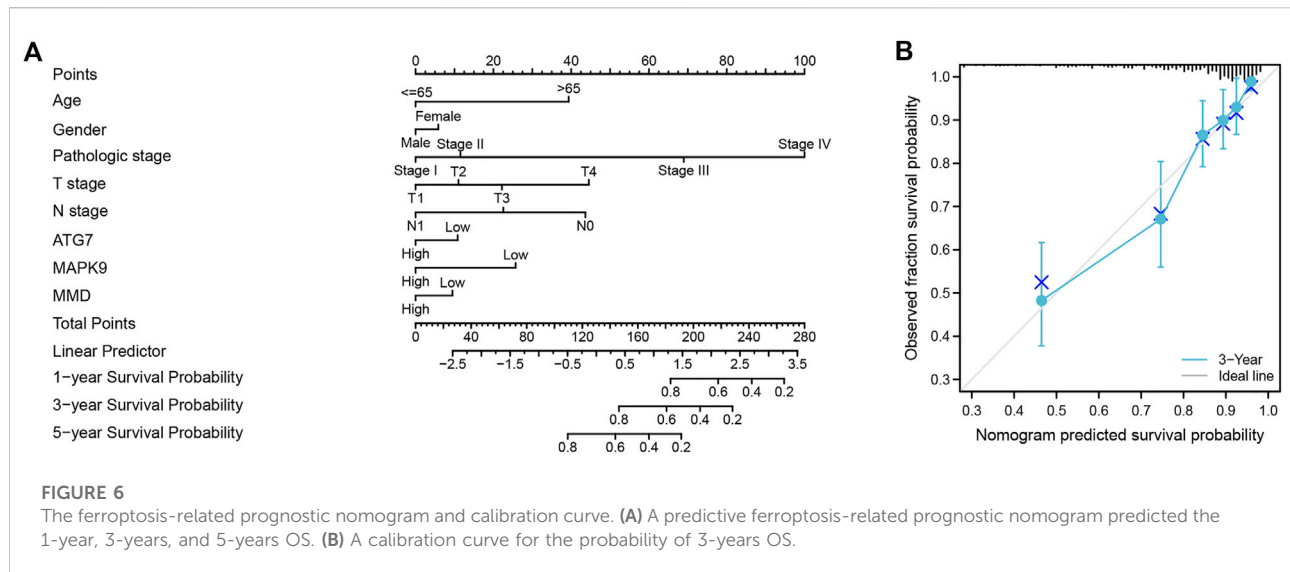 A
Points
0 20 40 60 80 100
Age
<=65 >65
Gender
Female
Male
Pathologic stage
Stage II Stage IV
Stage I Stage III
T stage
T2 T4
T1 T3
N stage
N1 N0
ATG7
Low
High
MAPK9
Low
High
MMD
Low
High
Total Points
0 40 80 120 160 200 240 280
Linear Predictor
−2.5 −1.5 −0.5 0.5 1.5 2.5 3.5
1−year Survival Probability
0.8 0.6 0.4 0.2
3−year Survival Probability
0.8 0.6 0.4 0.2
5−year Survival Probability
0.8 0.6 0.4 0.2
B
Observed fraction survival probability
1.0
0.9
0.8
0.7
0.6
0.5
0.4
0.3
3−Year
Ideal line
0.3 0.4 0.5 0.6 0.7 0.8 0.9 1.0
Nomogram predicted survival probability
FIGURE 6
The ferroptosis-related prognostic nomogram and calibration curve. (A) A predictive ferroptosis-related prognostic nomogram predicted the
1-year, 3-years, and 5-years OS. (B) A calibration curve for the probability of 3-years OS.